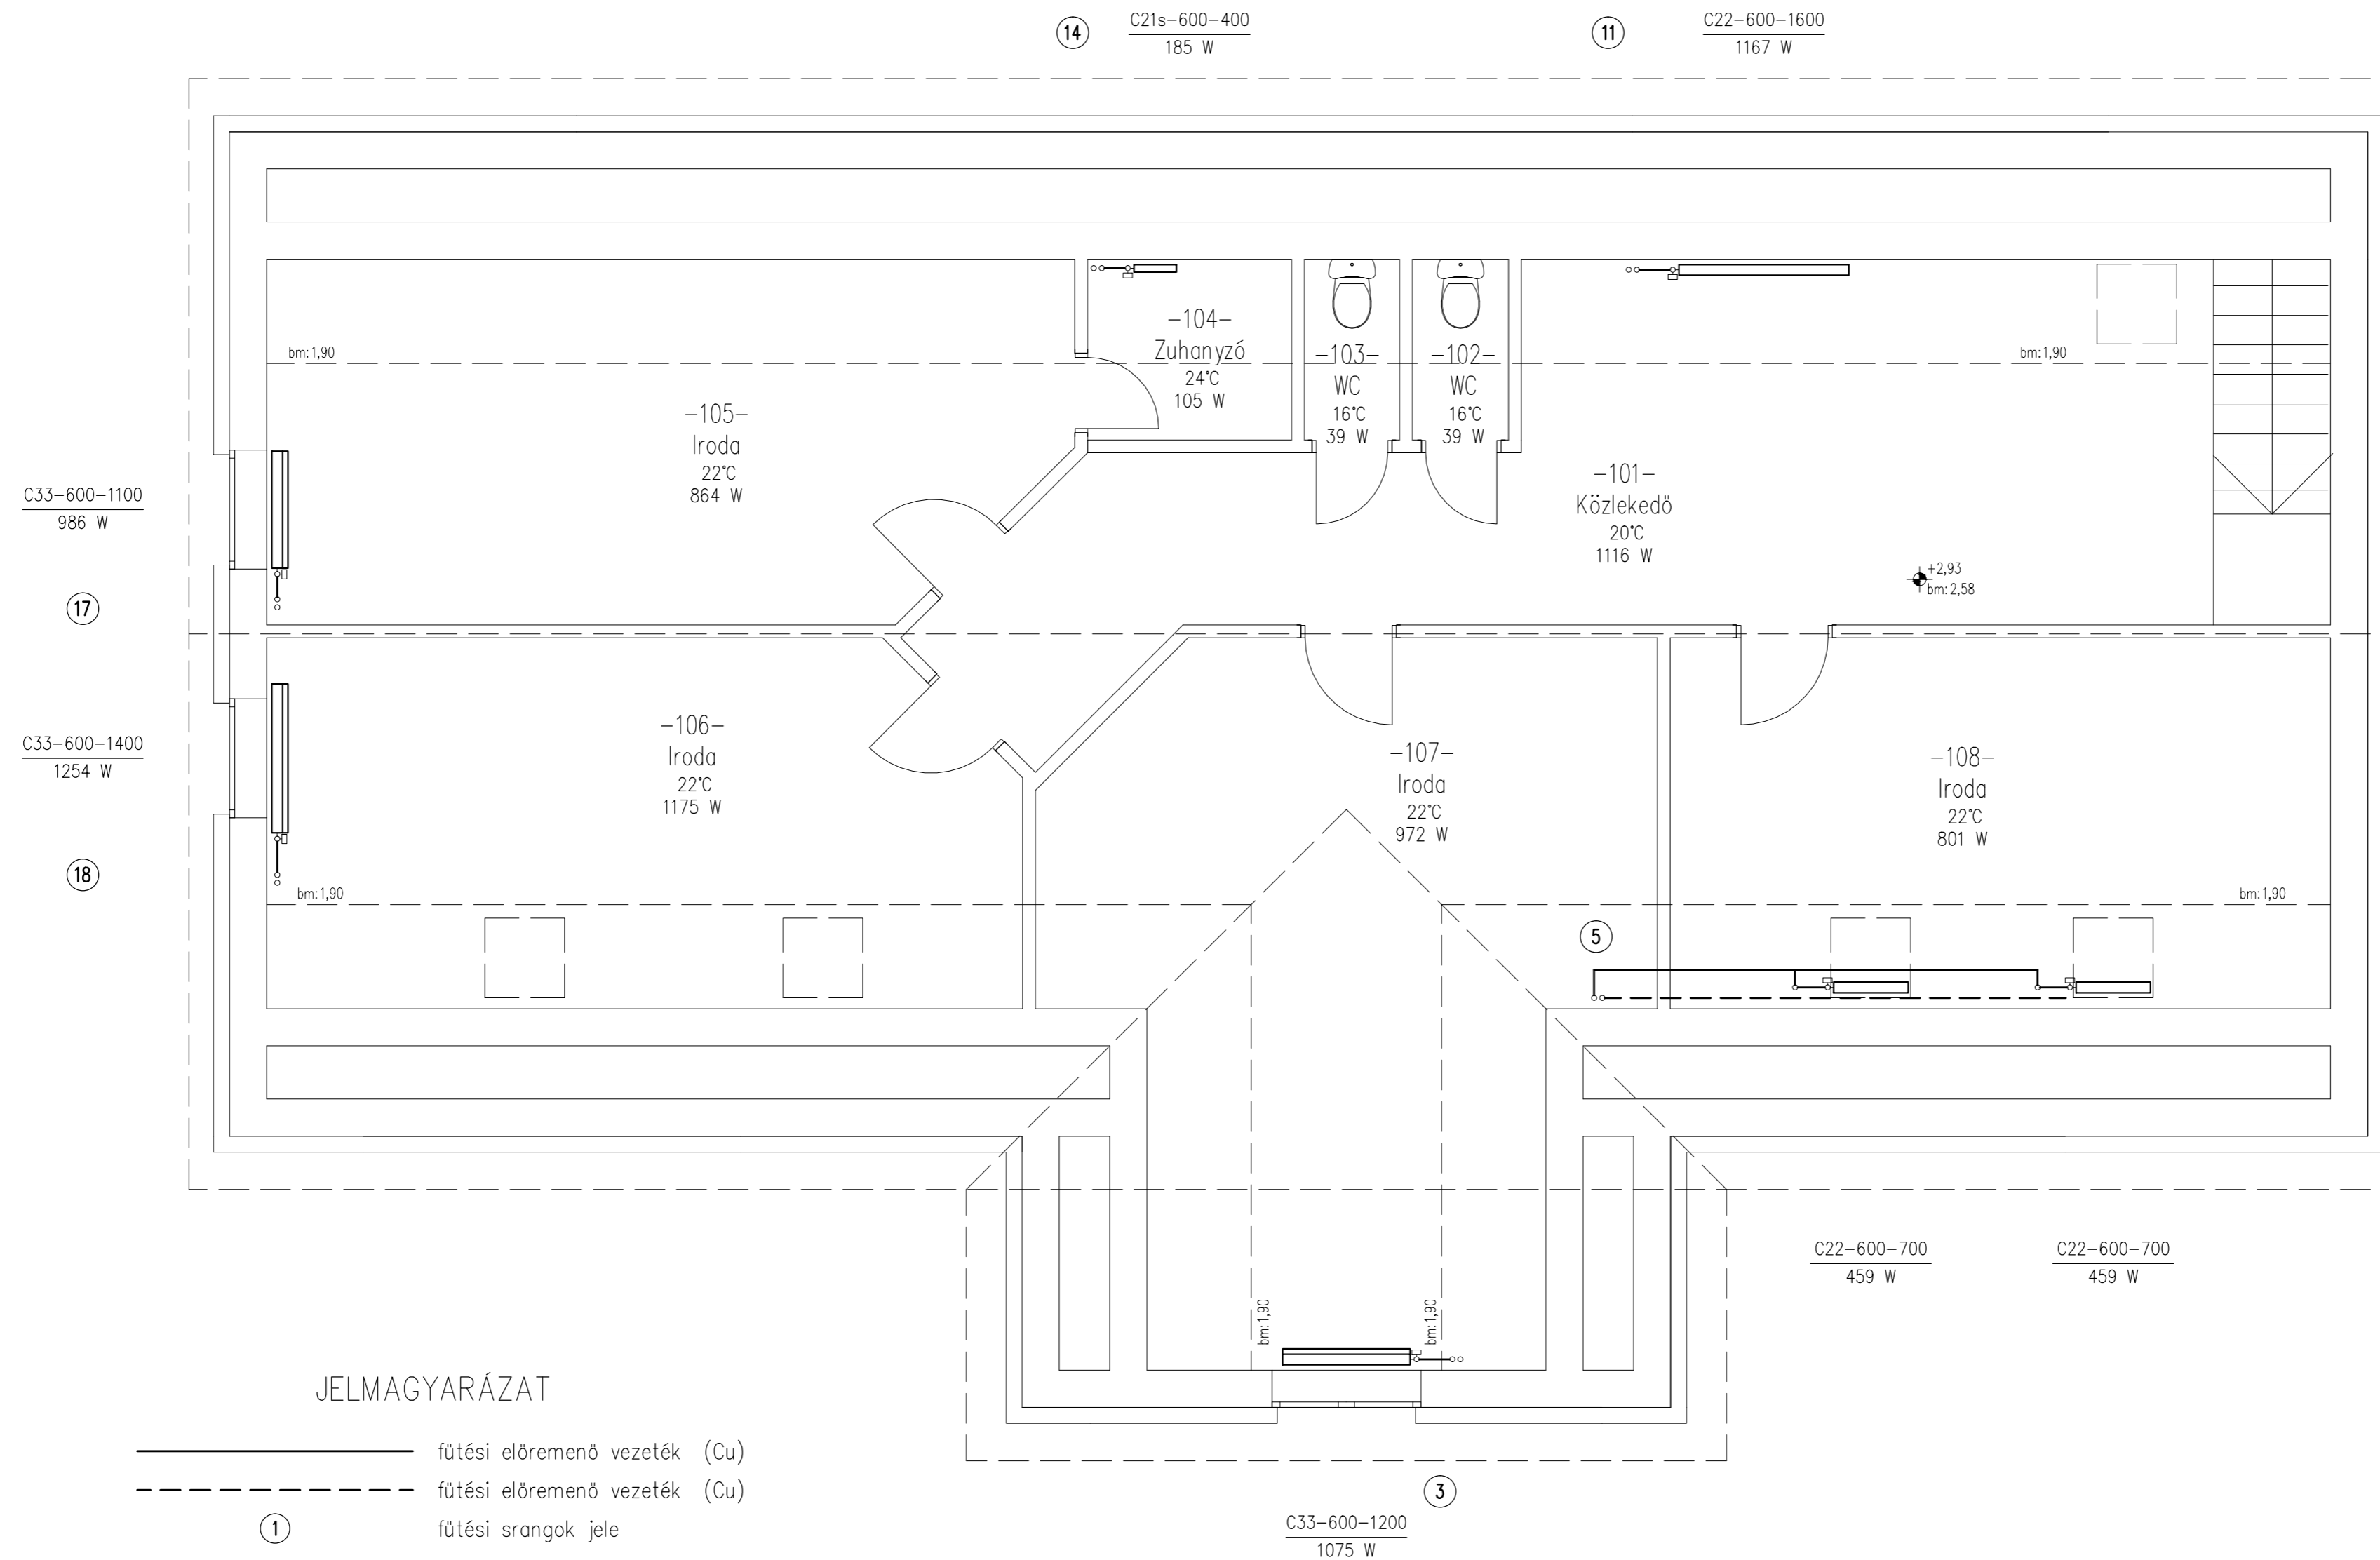 14
C21s-600-400
185 W
11
C22-600-1600
1167 W
-104-
Zuhanyzó
24°C
105 W
-103-
WC
16°C
39 W
-102-
WC
16°C
39 W
bm:1,90
bm:1,90
-105-
Iroda
22°C
864 W
-101-
Közlekedö
20°C
1116 W
C33-600-1100
986 W
17
+2,93
bm:2,58
-106-
Iroda
22°C
1175 W
C33-600-1400
1254 W
18
-107-
Iroda
22°C
972 W
-108-
Iroda
22°C
801 W
bm:1,90
bm:1,90
5
C22-600-700
459 W
C22-600-700
459 W
bm:1,90
bm:1,90
JELMAGYARÁZAT
fütési elöremenö vezeték (Cu)
fütési elöremenö vezeték (Cu)
1
fütési srangok jele
3
C33-600-1200
1075 W